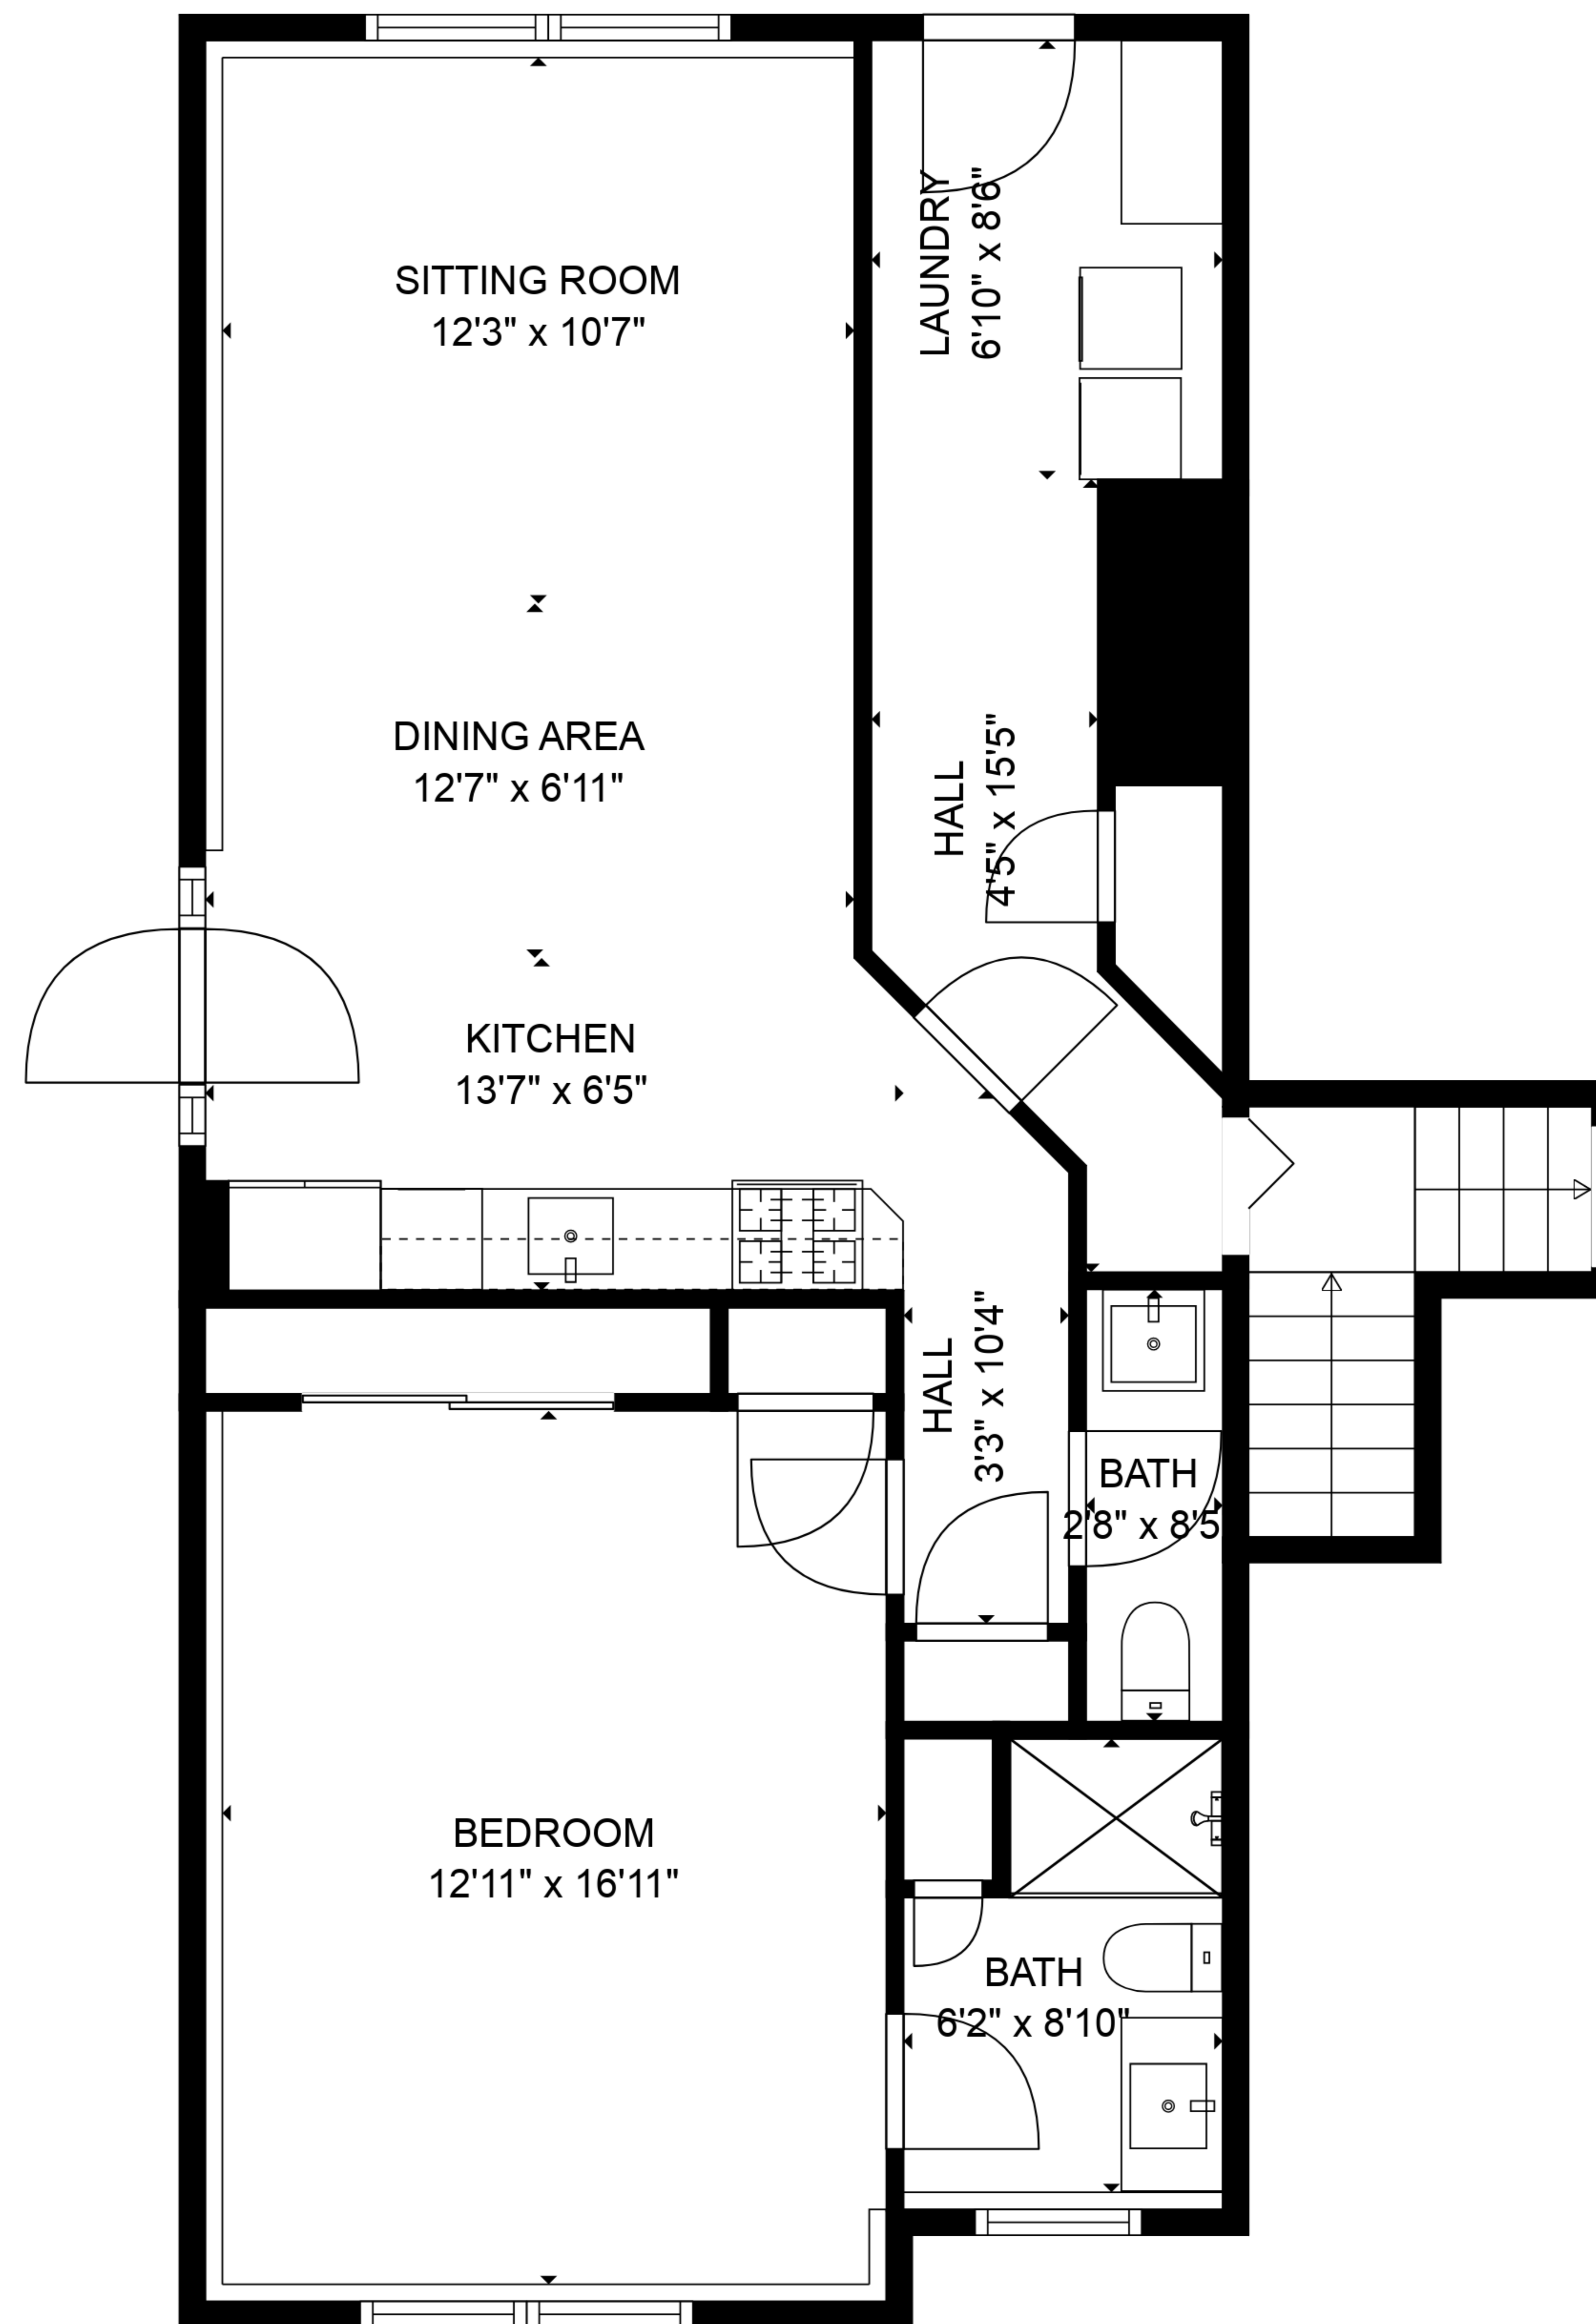 SITTING ROOM
12'3" x 10'7"
LAUNDRY
6'10" x 8'6"
DINING AREA
12'7" x 6'11"
HALL
4'5" x 15'5"
KITCHEN
13'7" x 6'5"
HALL
3'3" x 10'4"
BATH
2'8" x 8'5
BEDROOM
12'11" x 16'11"
BATH
6'2" x 8'10"